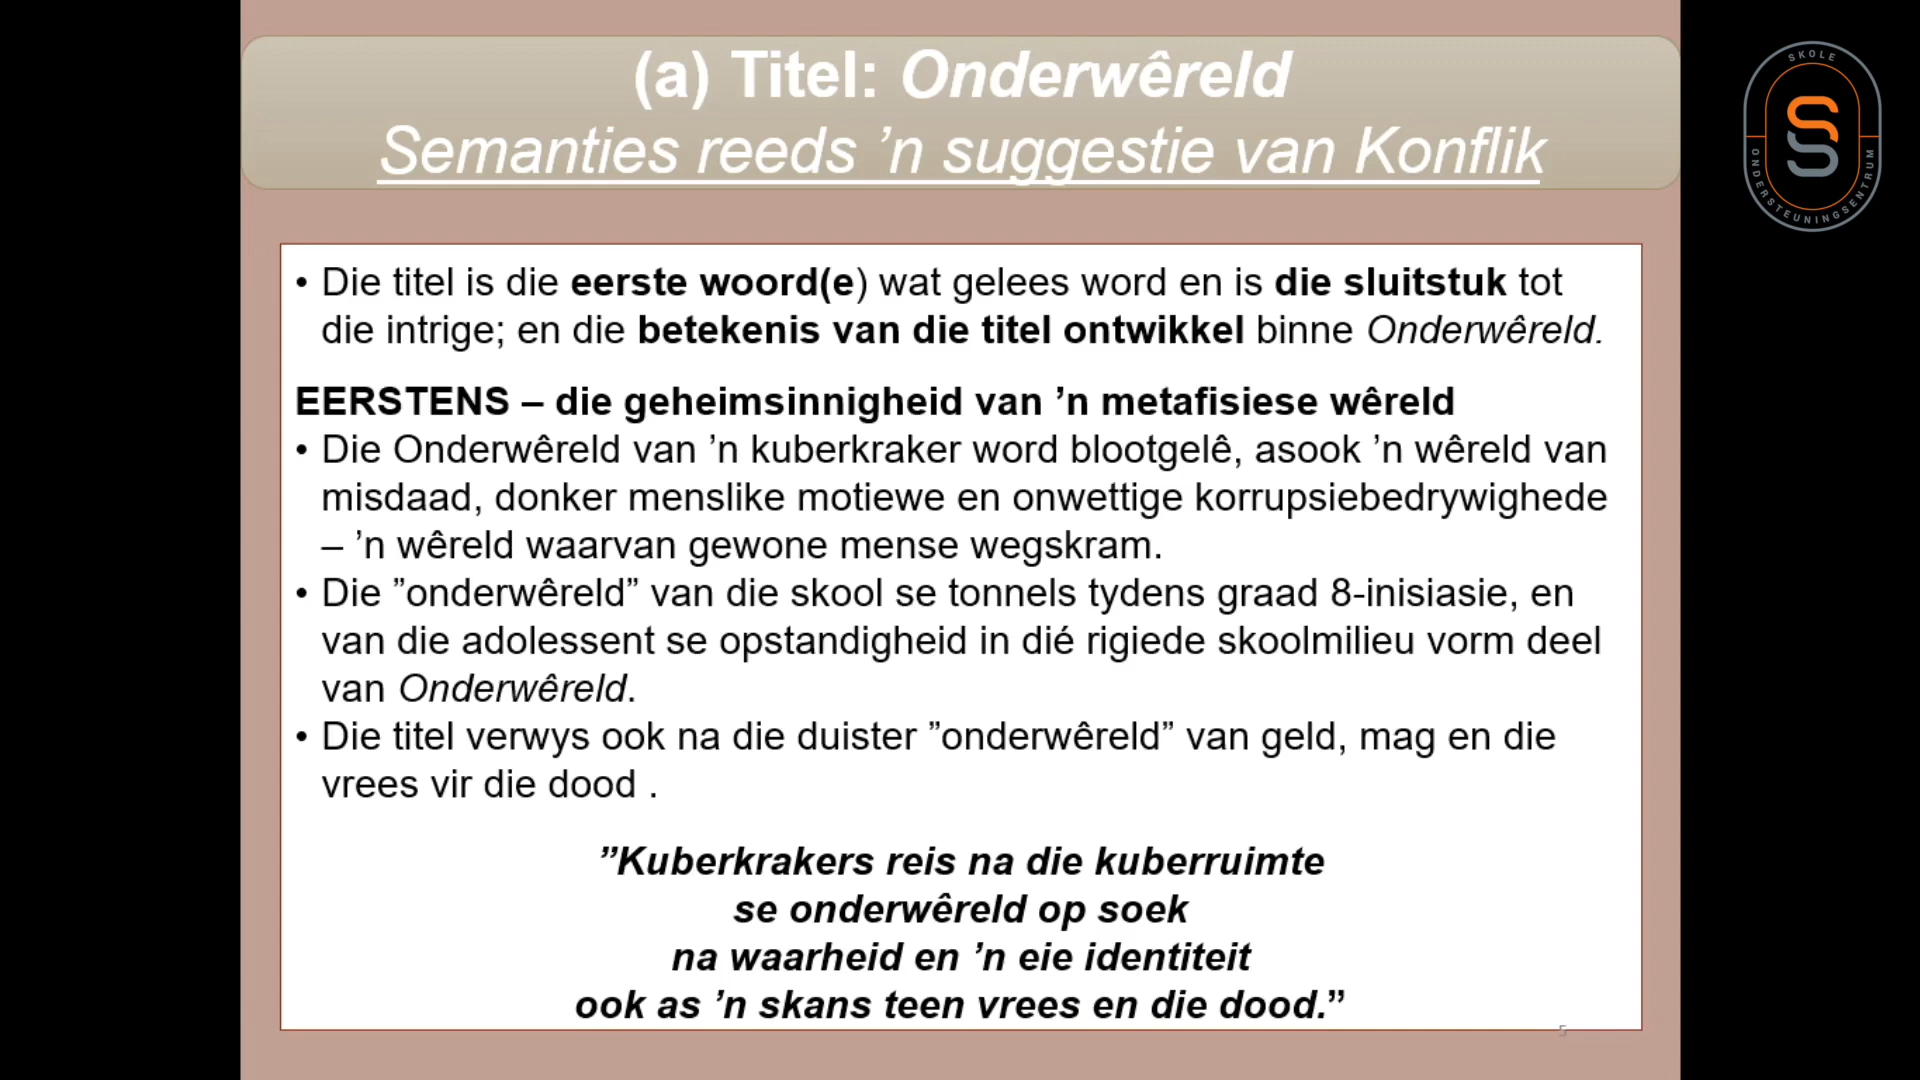 (a) Titel: Onderwêreld
Semanties reeds ’n suggestie van Konflik
SKOLE
ONDERSTEUNINGSENTRUM
• Die titel is die eerste woord(e) wat gelees word en is die sluitstuk tot
die intrige; en die betekenis van die titel ontwikkel binne Onderwêreld.
EERSTENS – die geheimsinnigheid van ’n metafisiese wêreld
• Die Onderwêreld van ’n kuberkraker word blootgelê, asook ’n wêreld van
misdaad, donker menslike motiewe en onwettige korrupsiebedrywighede
– ’n wêreld waarvan gewone mense wegskram.
• Die ”onderwêreld” van die skool se tonnels tydens graad 8-inisiasie, en
van die adolessent se opstandigheid in dié rigiede skoolmilieu vorm deel
van Onderwêreld.
• Die titel verwys ook na die duister ”onderwêreld” van geld, mag en die
vrees vir die dood .
”Kuberkrakers reis na die kuberruimte
se onderwêreld op soek
na waarheid en ’n eie identiteit
ook as ’n skans teen vrees en die dood.”
5